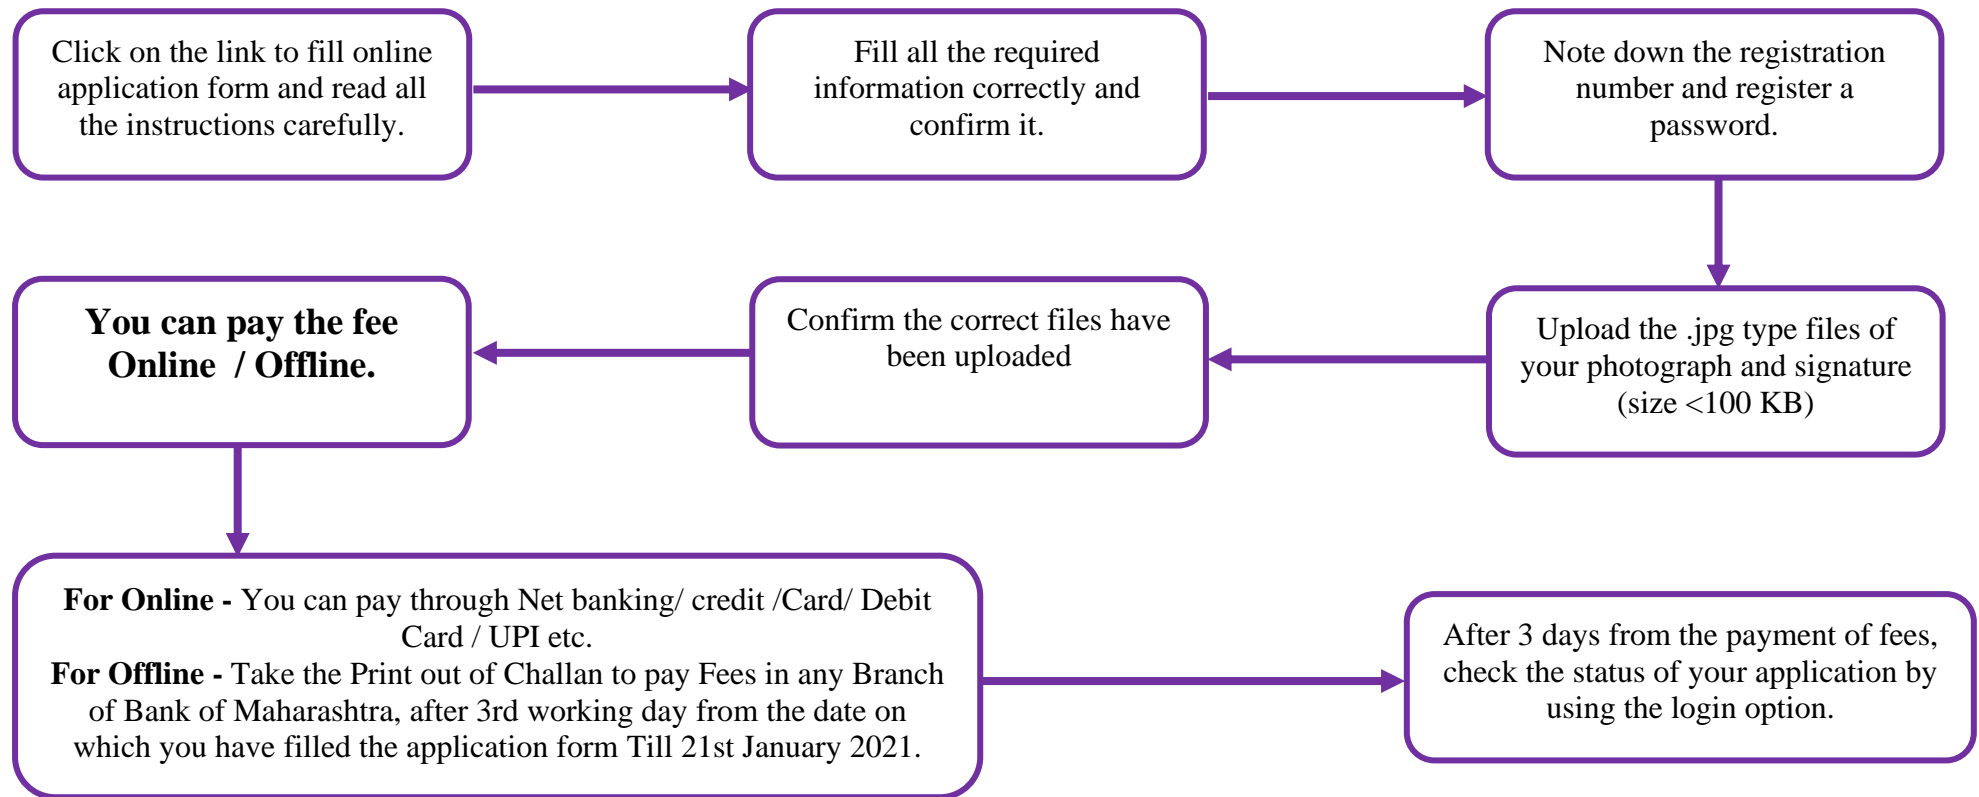 Click on the link to fill online
application form and read all
the instructions carefully.
Fill all the required
information correctly and
confirm it.
Note down the registration
number and register a
password.
Upload the .jpg type files of
your photograph and signature
(size <100 KB)
Confirm the correct files have
been uploaded
You can pay the fee
Online / Offline.
For Online - You can pay through Net banking/ credit /Card/ Debit
Card / UPI etc.
For Offline - Take the Print out of Challan to pay Fees in any Branch
of Bank of Maharashtra, after 3rd working day from the date on
which you have filled the application form Till 21st January 2021.
After 3 days from the payment of fees,
check the status of your application by
using the login option.